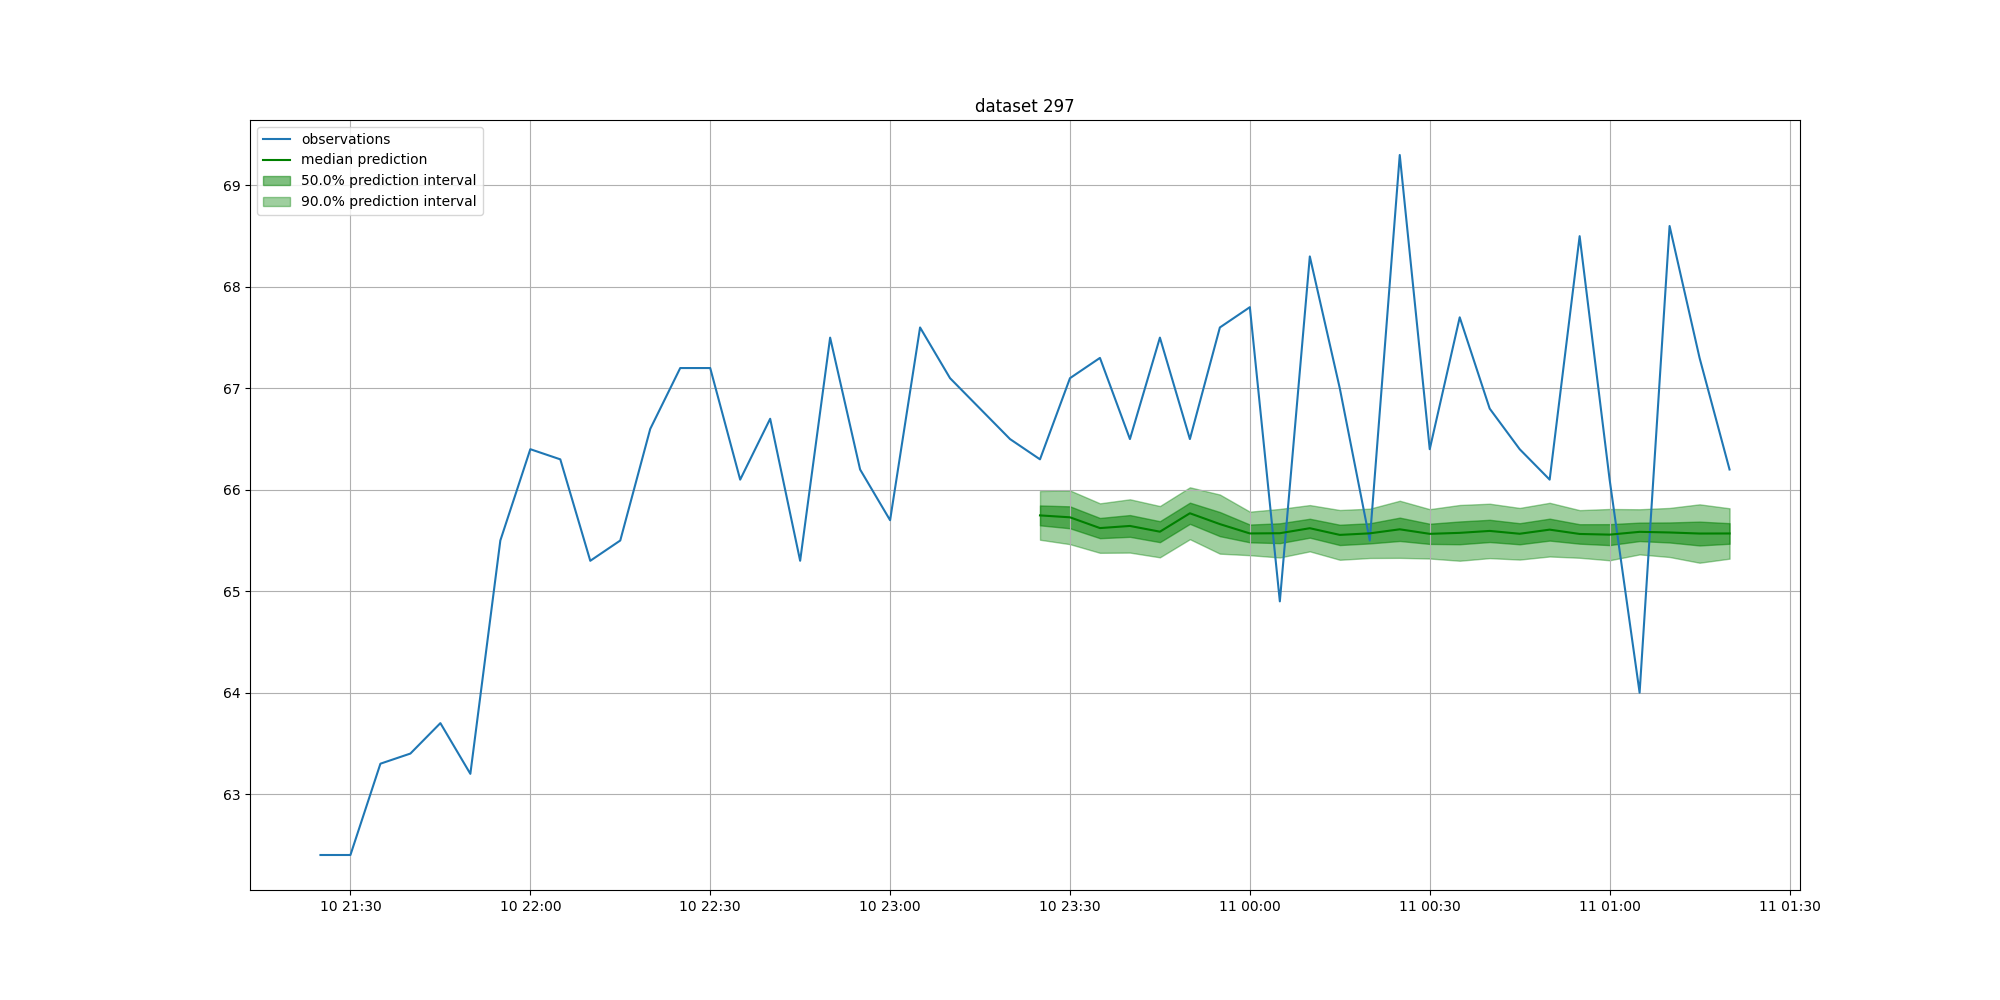 dataset 297
observations
median prediction
50.0% prediction interval
90.0% prediction interval
69
68
67
66
65
64
63
10 21:30 10 22:00 10 22:30 10 23:00 10 23:30 11 00:00 11 00:30 11 01:00 11 01:30